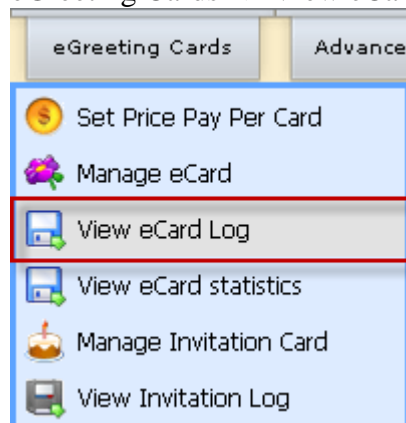 eGreeting Cards
Advance
Set Price Pay Per Card
Manage eCard
View eCard Log
View eCard statistics
Manage Invitation Card
View Invitation Log